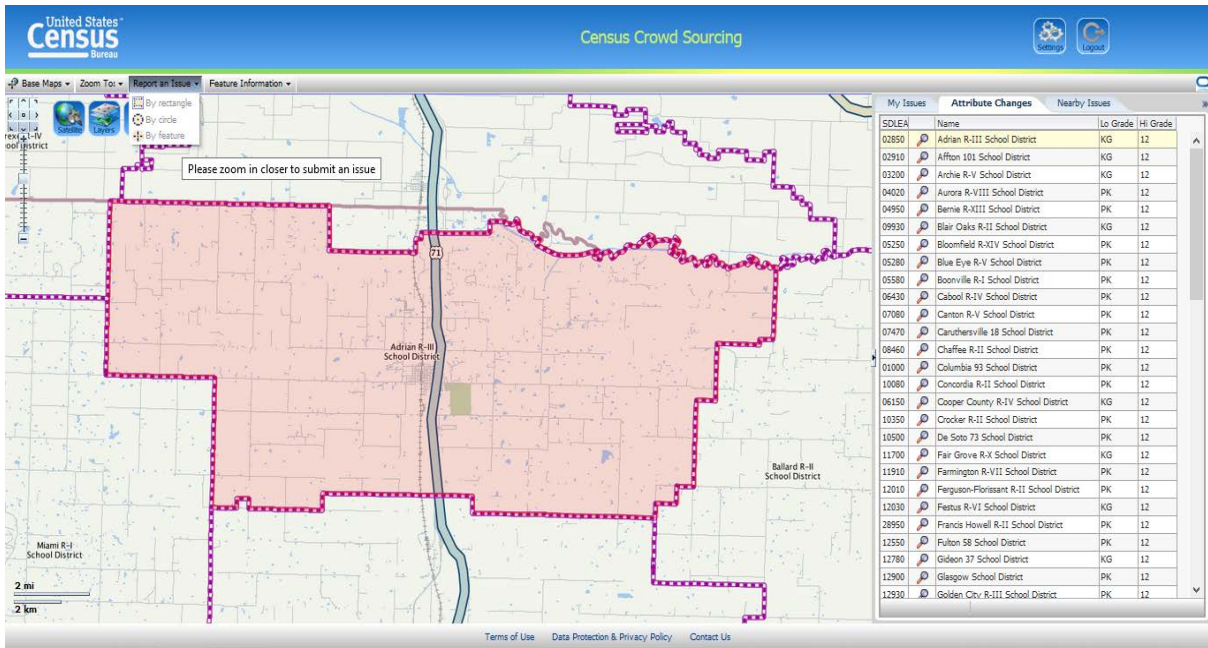 United States™
Census
Bureau
Census Crowd Sourcing
Settings
Logout
Base Maps Zoom To: Report an Issue Feature Information
By rectangle
By circle
By feature
Satellite
Layers
t-IV
ool District
Please zoom in closer to submit an issue
71
Adrian R-III
School District
Ballard R-II
School District
Miami R-I
School District
2 mi
2 km
My Issues Attribute Changes Nearby Issues »
SDLEA Name Lo Grade Hi Grade
02850 Adrian R-III School District KG 12
02910 Affton 101 School District KG 12
03200 Archie R-V School District KG 12
04020 Aurora R-VIII School District PK 12
04950 Bernie R-XIII School District PK 12
09930 Blair Oaks R-II School District KG 12
05250 Bloomfield R-XIV School District PK 12
05280 Blue Eye R-V School District PK 12
05580 Boonville R-I School District PK 12
06430 Cabool R-IV School District PK 12
07080 Canton R-V School District PK 12
07470 Caruthersville 18 School District PK 12
08460 Chaffee R-II School District PK 12
01000 Columbia 93 School District PK 12
10080 Concordia R-II School District PK 12
06150 Cooper County R-IV School District KG 12
10350 Crocker R-II School District PK 12
10500 De Soto 73 School District PK 12
11700 Fair Grove R-X School District KG 12
11910 Farmington R-VII School District PK 12
12010 Ferguson-Florissant R-II School District PK 12
12030 Festus R-VI School District KG 12
28950 Francis Howell R-II School District PK 12
12550 Fulton 58 School District PK 12
12780 Gideon 37 School District KG 12
12900 Glasgow School District PK 12
12930 Golden City R-III School District PK 12
Terms of Use Data Protection & Privacy Policy Contact Us